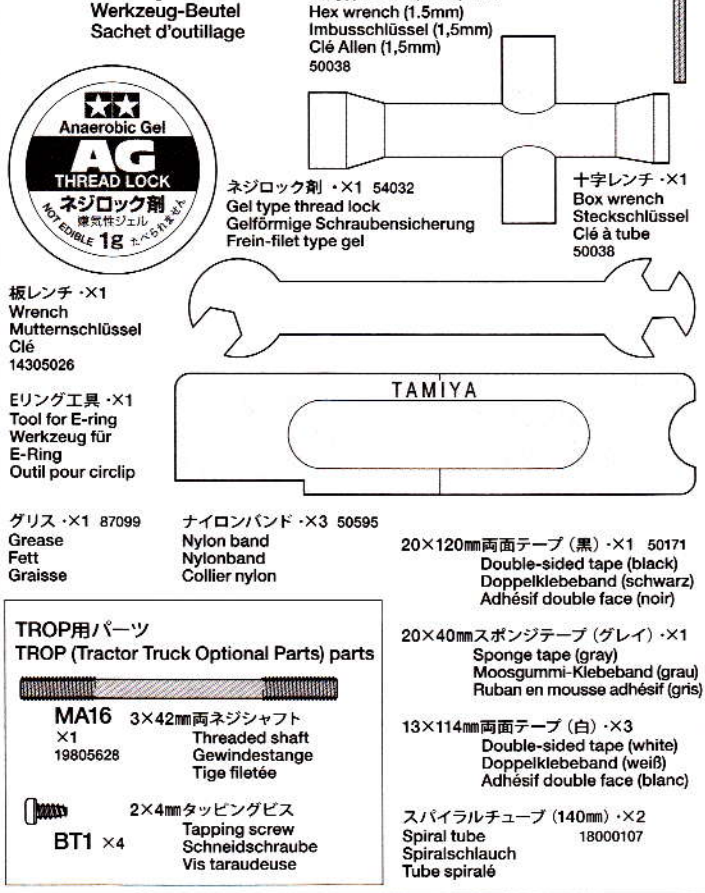 Werkzeug-Beutel
Sachet d'outillage
Hex wrench (1.5mm)
Imbusschlüssel (1,5mm)
Clé Allen (1,5mm)
50038
Anaerobic Gel
AG
THREAD LOCK
ネジロック剤
嫌気性ジェル
NOT EDIBLE 1g たべられません
ネジロック剤 ・×1 54032
Gel type thread lock
Gelförmige Schraubensicherung
Frein-filet type gel
十字レンチ ・×1
Box wrench
Steckschlüssel
Clé à tube
50038
板レンチ ・×1
Wrench
Mutternschlüssel
Clé
14305026
TAMIYA
Eリング工具 ・×1
Tool for E-ring
Werkzeug für
E-Ring
Outil pour circlip
グリス ・×1 87099
Grease
Fett
Graisse
ナイロンバンド ・×3 50595
Nylon band
Nylonband
Collier nylon
20×120mm両面テープ（黒）・×1 50171
Double-sided tape (black)
Doppelklebeband (schwarz)
Adhésif double face (noir)
20×40mmスポンジテープ（グレイ）・×1
Sponge tape (gray)
Moosgummi-Klebeband (grau)
Ruban en mousse adhésif (gris)
13×114mm両面テープ（白）・×3
Double-sided tape (white)
Doppelklebeband (weiß)
Adhésif double face (blanc)
スパイラルチューブ（140mm）・×2
Spiral tube 18000107
Spiralschlauch
Tube spiralé
TROP用パーツ
TROP (Tractor Truck Optional Parts) parts
MA16 3×42mm両ネジシャフト
×1 Threaded shaft
19805628 Gewindestange
Tige filetée
2×4mmタッピングビス
BT1 ×4 Tapping screw
Schneidschraube
Vis taraudeuse